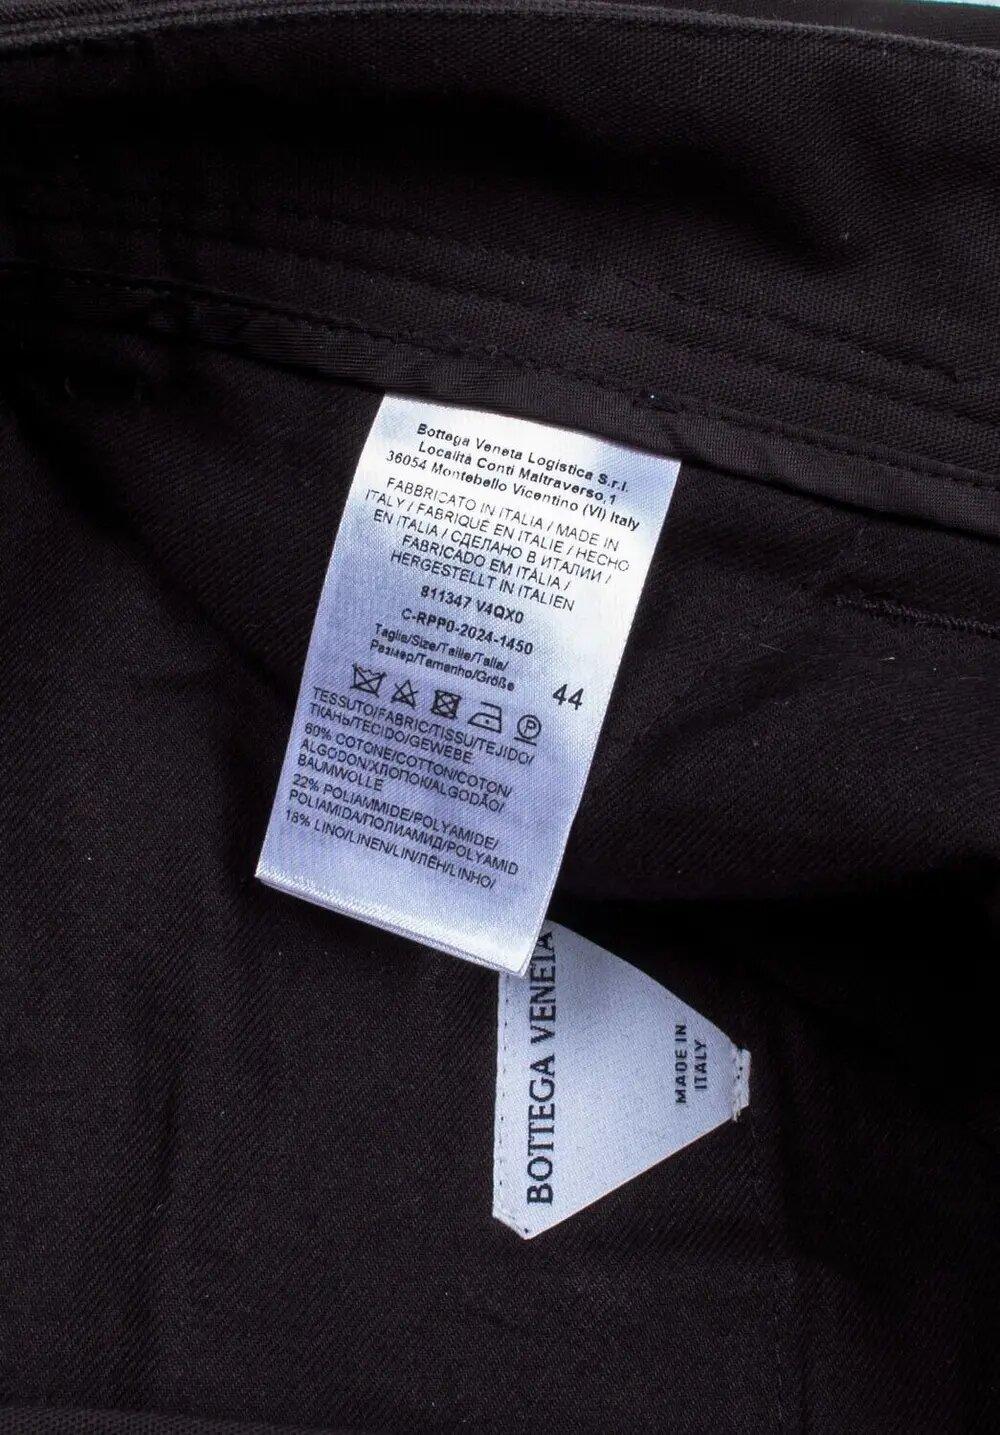 Bottega Veneta Logistica S.r.l.
Località Conti Maltraverso,1
36054 Montebello Vicentino (VI) Italy
FABBRICATO IN ITALIA / MADE IN
ITALY / FABRIQUÉ EN ITALIE / HECHO
EN ITALIA / СДЕЛАНО В ИТАЛИИ /
FABRICADO EM ITÁLIA /
HERGESTELLT IN ITALIEN
811347 V4QX0
C-RPP0-2024-1450
Taglia/Size/Taille/Talla/
Размер/Tamanho/Größe
44
P
TESSUTO/FABRIC/TISSU/TEJIDO/
ТКАНЬ/TECIDO/GEWEBE
60% COTONE/COTTON/COTON/
ALGODON/ХЛОПОК/ALGODÃO/
BAUMWOLLE
22% POLIAMMIDE/POLYAMIDE/
POLIAMIDA/ПОЛИАМИД/POLYAMID
18% LINO/LINEN/LIN/ЛЁН/LINHO/
BOTTEGA VENETA
MADE IN
ITALY